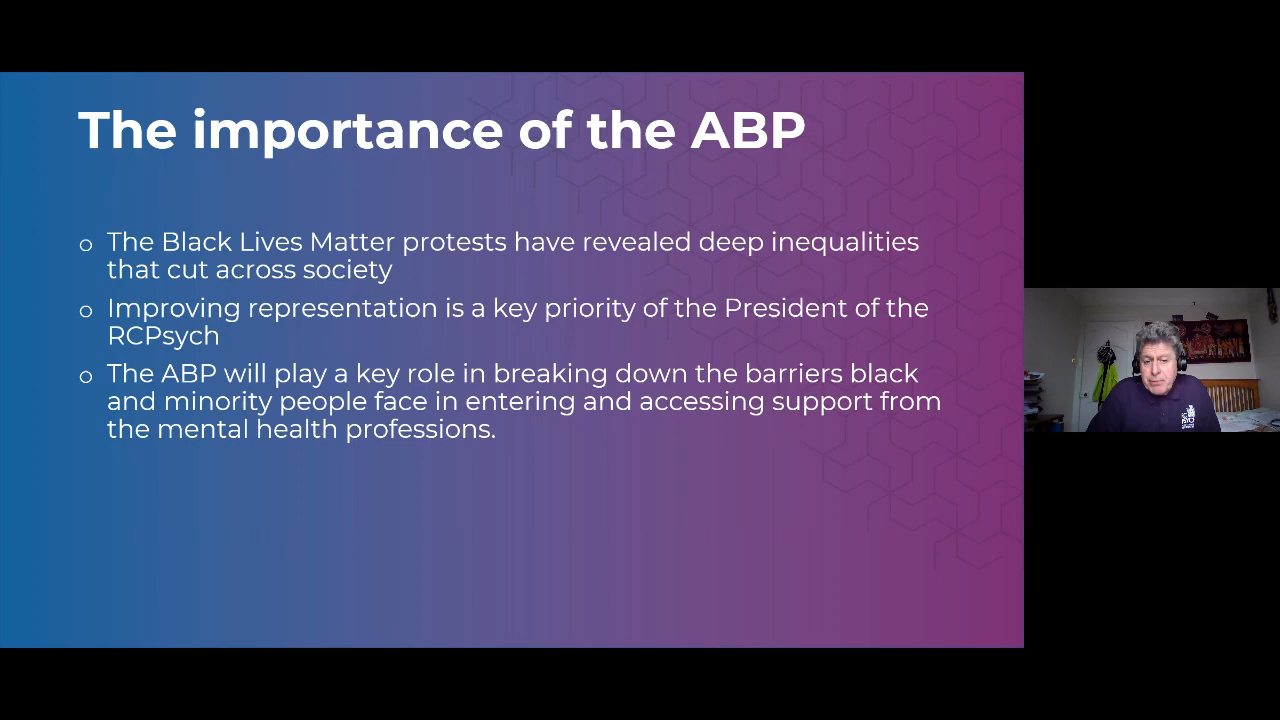 The importance of the ABP
o The Black Lives Matter protests have revealed deep inequalities
that cut across society
o Improving representation is a key priority of the President of the
RCPsych
o The ABP will play a key role in breaking down the barriers black
and minority people face in entering and accessing support from
the mental health professions.